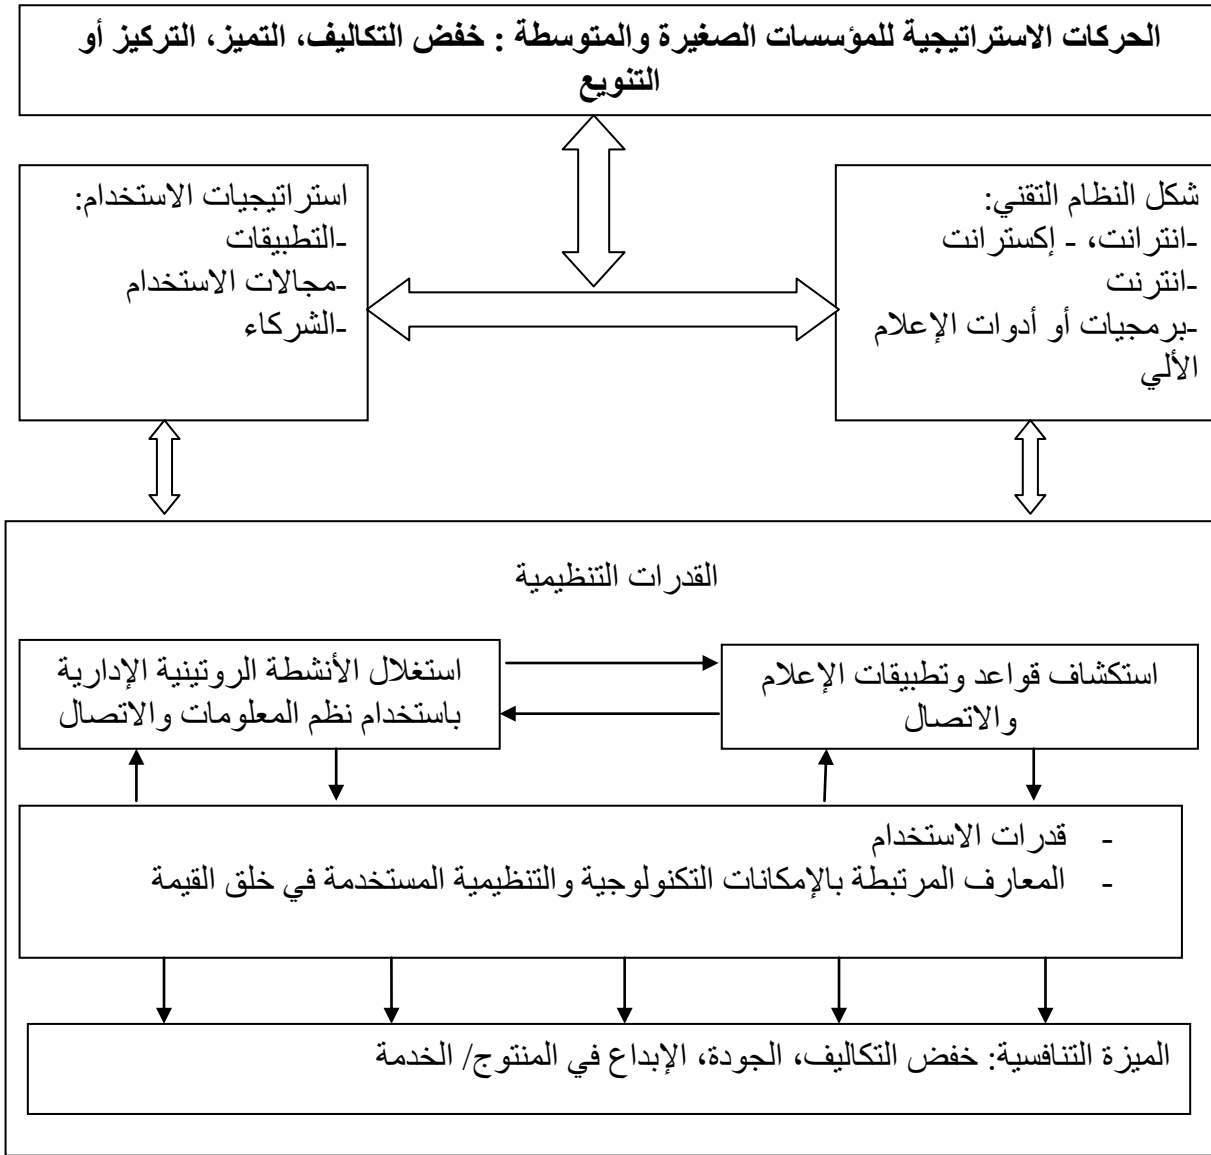 الحركات الاستراتيجية للمؤسسات الصغيرة والمتوسطة : خفض التكاليف، التميز، التركيز أو
التنويع
شكل النظام التقني:
-انترانت، - إكسترانت
-انترنت
-برمجيات أو أدوات الإعلام
الألي
استراتيجيات الاستخدام:
-التطبيقات
-مجالات الاستخدام
-الشركاء
القدرات التنظيمية
استكشاف قواعد وتطبيقات الإعلام
والاتصال
استغلال الأنشطة الروتينية الإدارية
باستخدام نظم المعلومات والاتصال
- قدرات الاستخدام
- المعارف المرتبطة بالإمكانات التكنولوجية والتنظيمية المستخدمة في خلق القيمة
الميزة التنافسية: خفض التكاليف، الجودة، الإبداع في المنتوج/ الخدمة